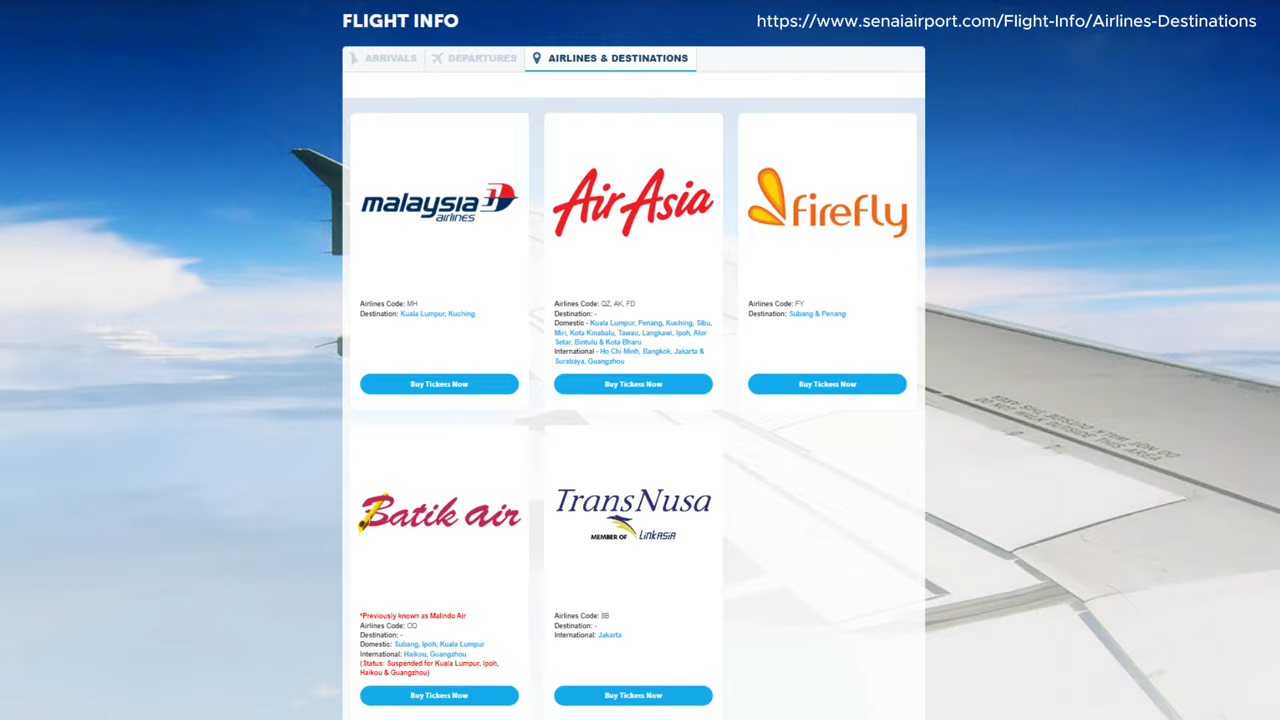 FLIGHT INFO
https://www.senaiairport.com/Flight-Info/Airlines-Destinations
ARRIVALS
DEPARTURES
AIRLINES & DESTINATIONS
malaysia
airlines
AirAsia
firefly
Airlines Code: MH
Destination: Kuala Lumpur, Kuching
Airlines Code: QZ, AK, FD
Destination: -
Domestic - Kuala Lumpur, Penang, Kuching, Sibu,
Miri, Kota Kinabalu, Tawau, Langkawi, Ipoh, Alor
Setar, Bintulu & Kota Bharu
International - Ho Chi Minh, Bangkok, Jakarta &
Surabaya, Guangzhou
Airlines Code: FY
Destination: Subang & Penang
Buy Tickets Now
Buy Tickets Now
Buy Tickets Now
DO NOT WALK OUTSIDE THIS AREA
Batik air
TransNusa
MEMBER OF LinkAsia
*Previously known as Malindo Air
Airlines Code: OD
Destination: -
Domestic: Subang, Ipoh, Kuala Lumpur
International: Haikou, Guangzhou
(Status: Suspended for Kuala Lumpur, Ipoh,
Haikou & Guangzhou)
Airlines Code: 8B
Destination: -
International: Jakarta
Buy Tickets Now
Buy Tickets Now